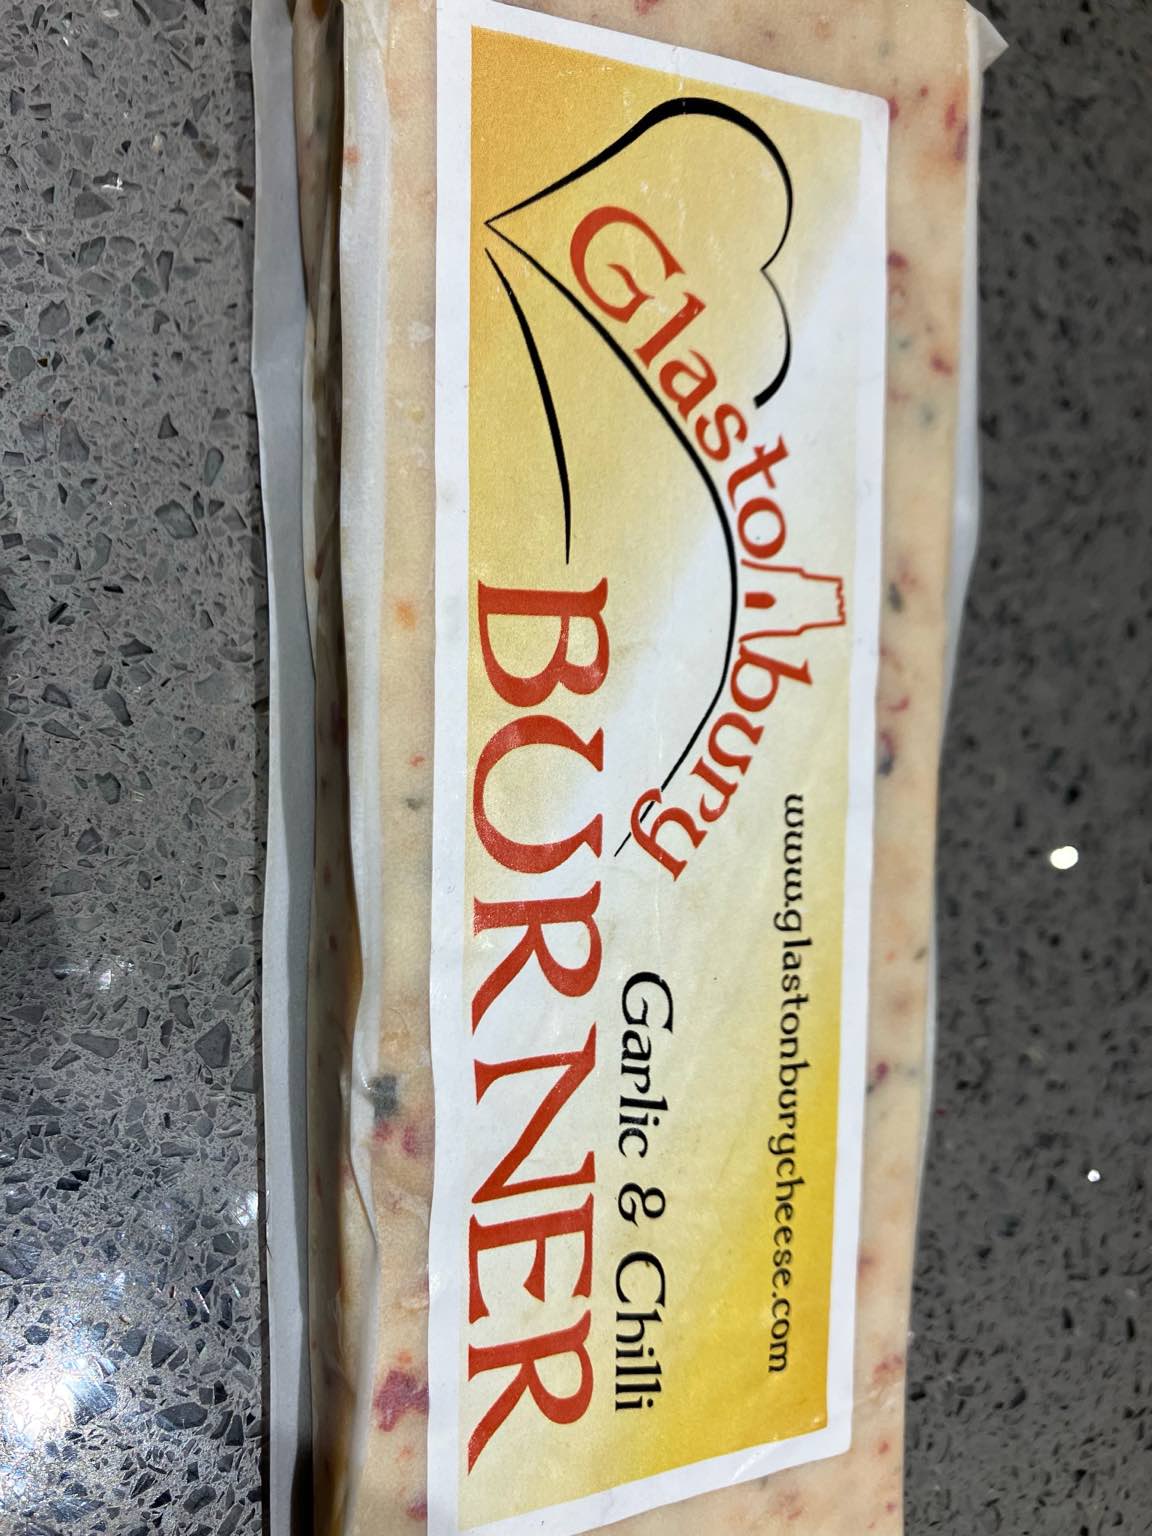 www.glastonburycheese.com
Glastonbury
Garlic & Chilli
BURNER